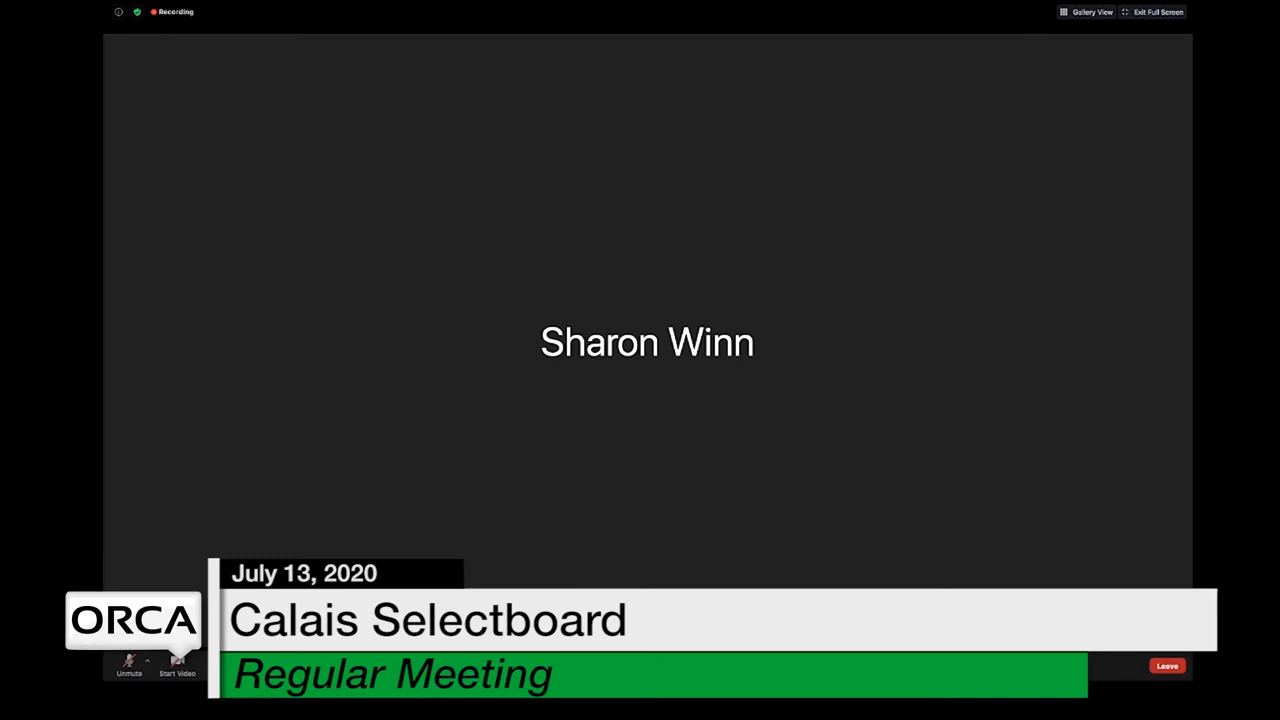 Recording
Gallery View
Exit Full Screen
Sharon Winn
July 13, 2020
ORCA
Calais Selectboard
Regular Meeting
Unmute
Start Video
Leave